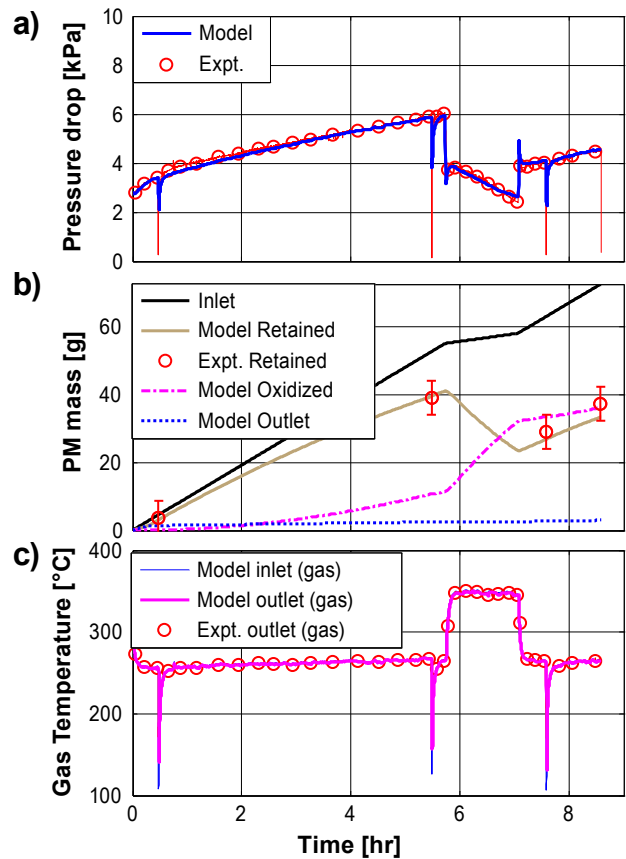 a)
Pressure drop [kPa]
10
8
6
4
2
0
Model
Expt.
b)
PM mass [g]
60
40
20
0
Inlet
Model Retained
Expt. Retained
Model Oxidized
Model Outlet
c)
Gas Temperature [°C]
400
300
200
100
Model inlet (gas)
Model outlet (gas)
Expt. outlet (gas)
0 2 4 6 8
Time [hr]